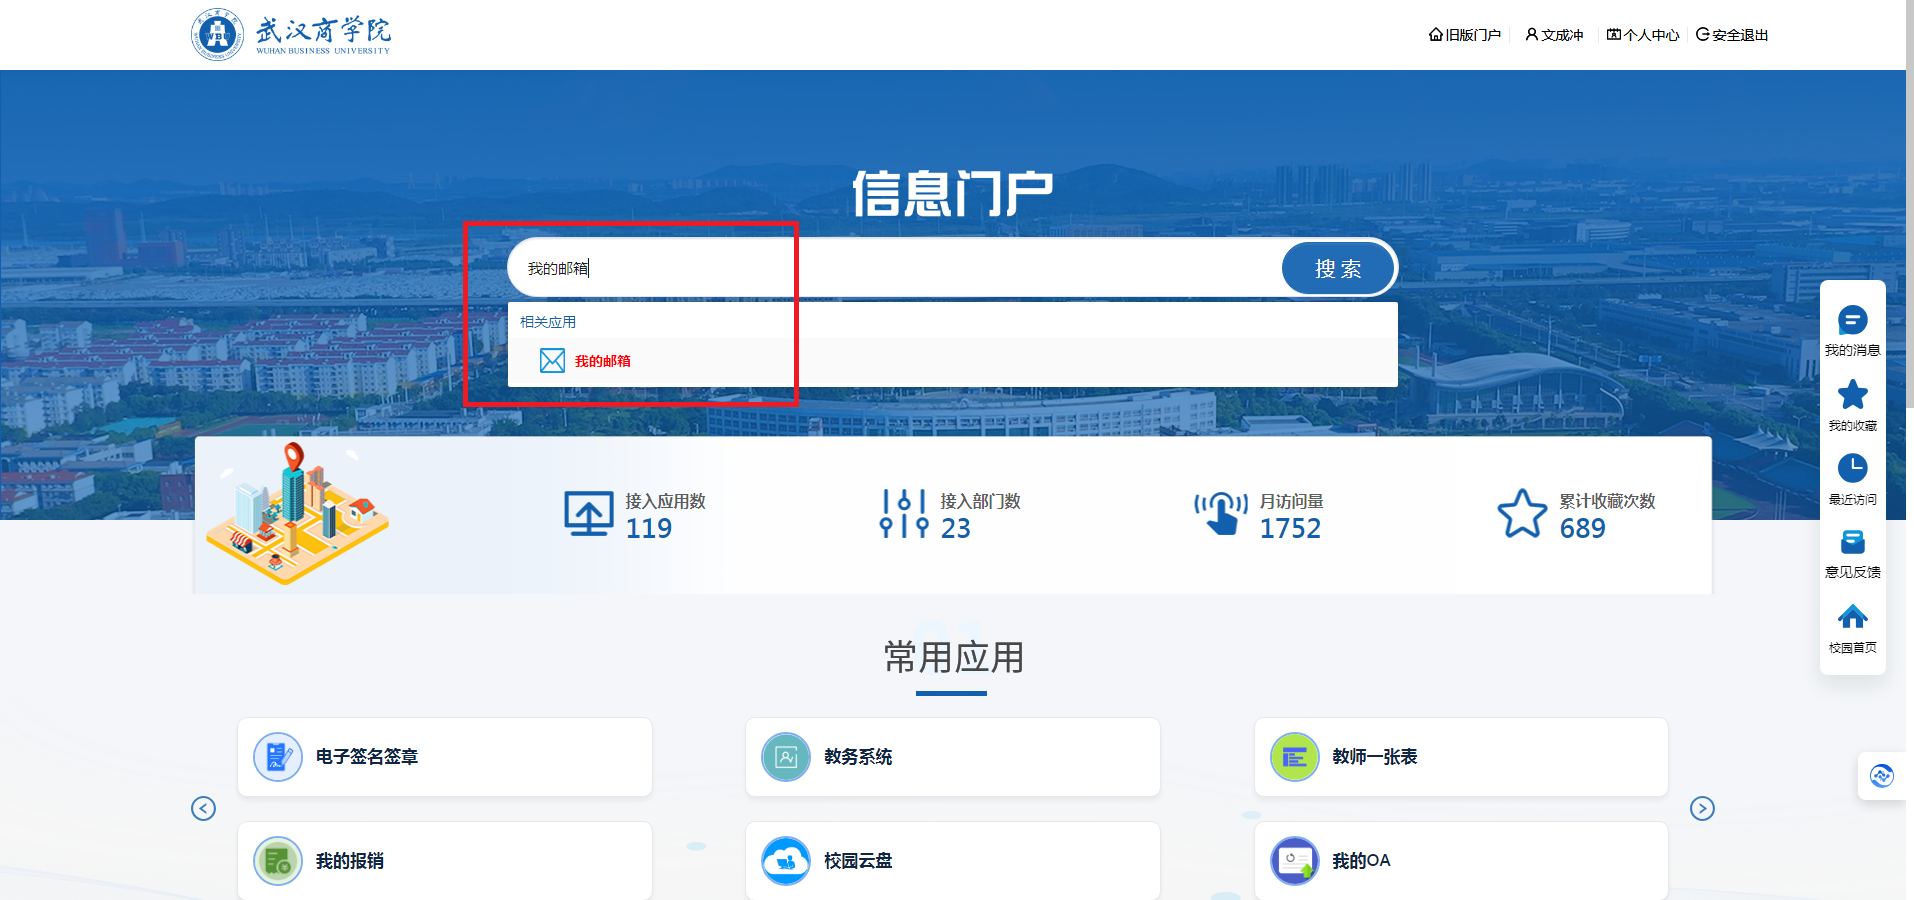 武汉商学院
WUHAN BUSINESS UNIVERSITY
旧版门户 文成冲 个人中心 安全退出
信息门户
我的邮箱
搜索
相关应用
我的邮箱
我的消息
我的收藏
最近访问
意见反馈
校园首页
接入应用数
119
接入部门数
23
月访问量
1752
累计收藏次数
689
常用应用
电子签名签章
教务系统
教师一张表
我的报销
校园云盘
我的OA